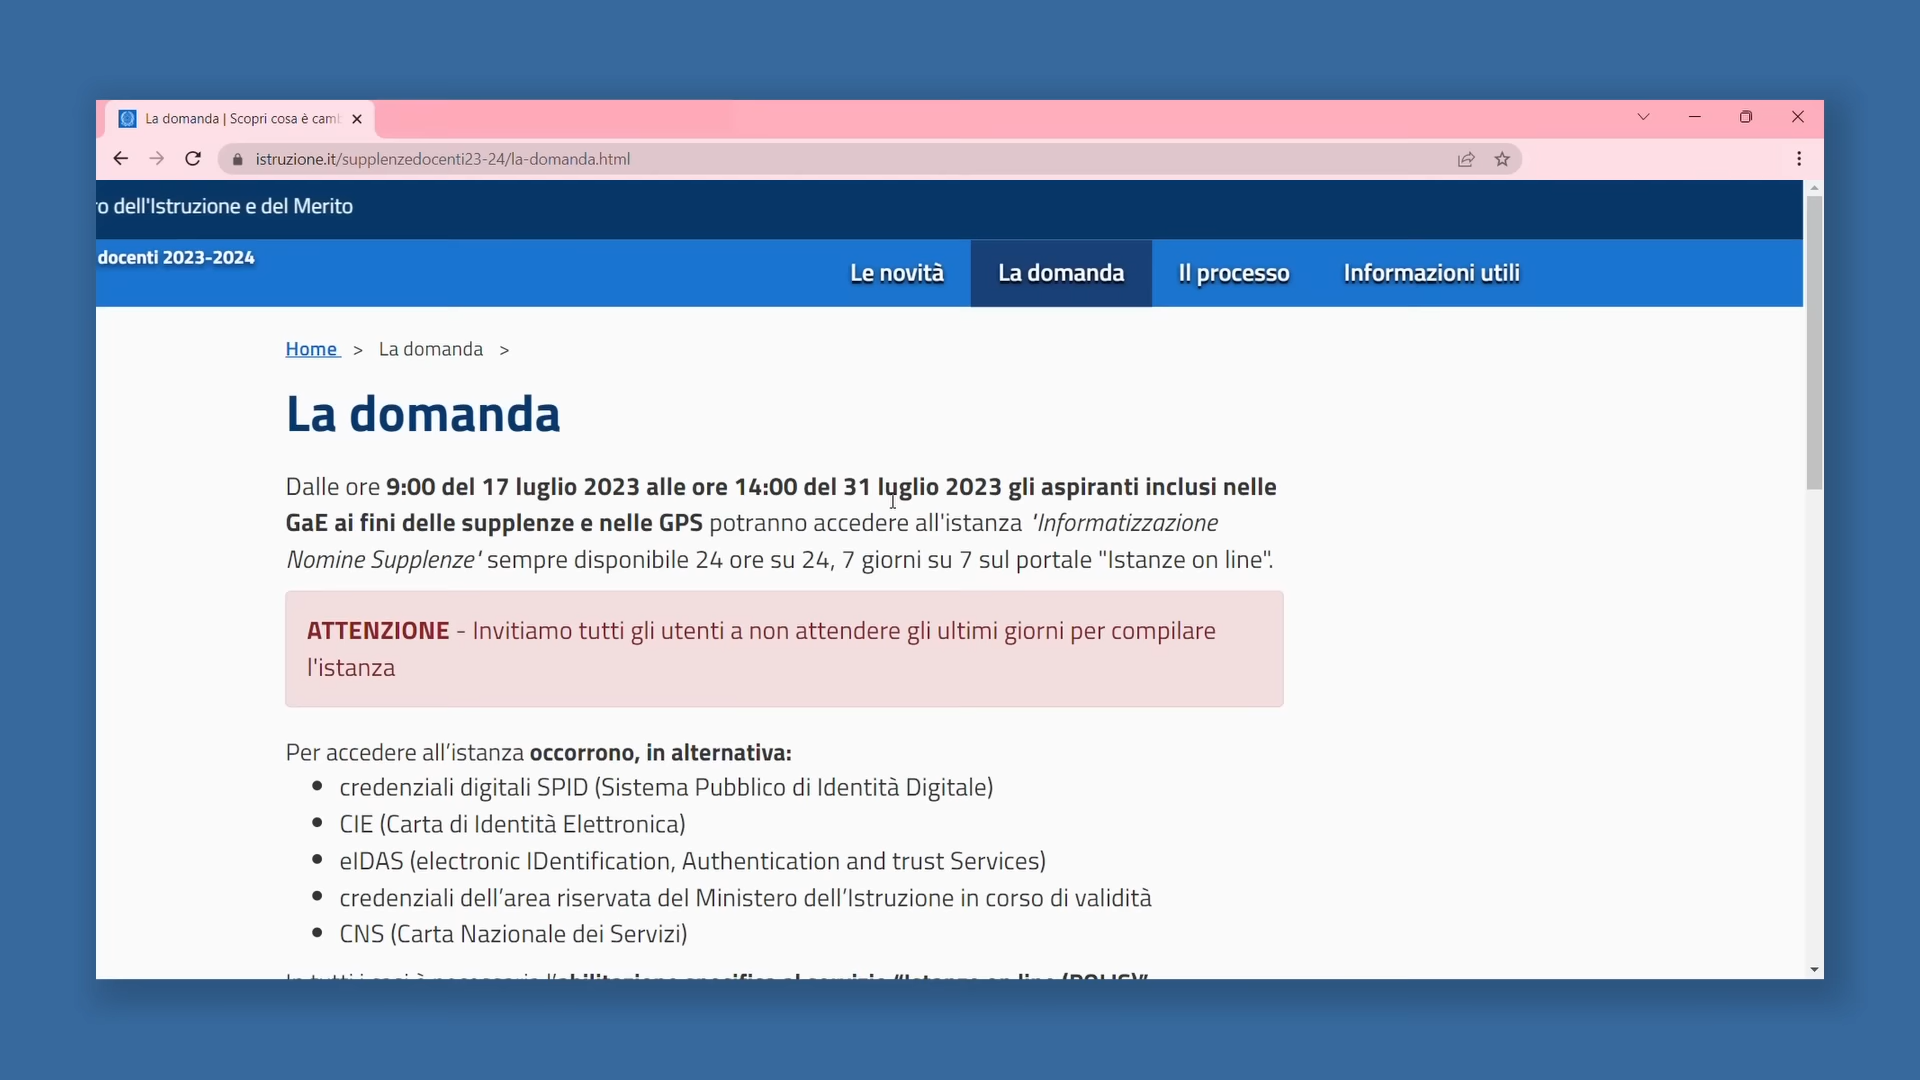 La domanda | Scopri cosa è cam
istruzione.it/supplenzedocenti23-24/la-domanda.html
dell'Istruzione e del Merito
docenti 2023-2024
Le novità La domanda Il processo Informazioni utili
Home > La domanda >
La domanda
Dalle ore 9:00 del 17 luglio 2023 alle ore 14:00 del 31 luglio 2023 gli aspiranti inclusi nelle
GaE ai fini delle supplenze e nelle GPS potranno accedere all'istanza 'Informatizzazione
Nomine Supplenze' sempre disponibile 24 ore su 24, 7 giorni su 7 sul portale "Istanze on line".
ATTENZIONE - Invitiamo tutti gli utenti a non attendere gli ultimi giorni per compilare
l'istanza
Per accedere all’istanza occorrono, in alternativa:
• credenziali digitali SPID (Sistema Pubblico di Identità Digitale)
• CIE (Carta di Identità Elettronica)
• eIDAS (electronic IDentification, Authentication and trust Services)
• credenziali dell’area riservata del Ministero dell’Istruzione in corso di validità
• CNS (Carta Nazionale dei Servizi)